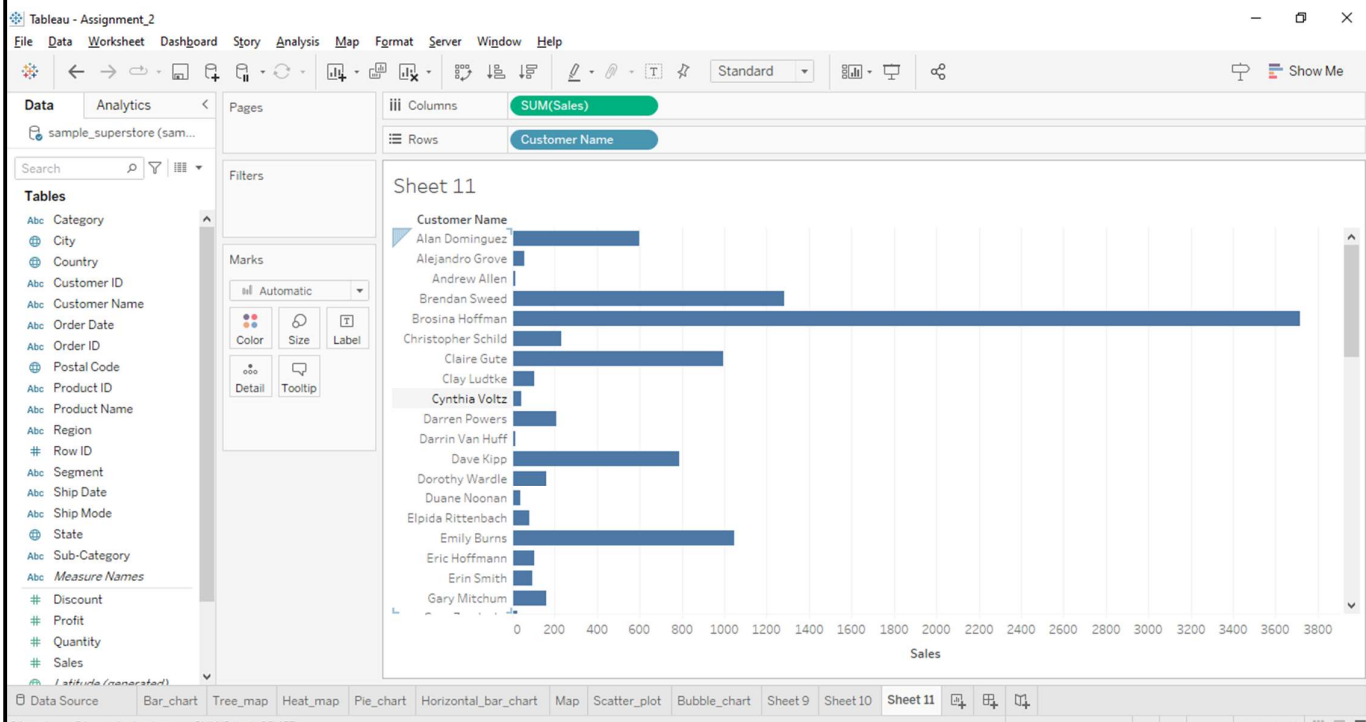 Tableau - Assignment_2
File Data Worksheet Dashboard Story Analysis Map Format Server Window Help
Standard Show Me
Data Analytics
sample_superstore (sam...
Search
Tables
Abc Category
City
Country
Abc Customer ID
Abc Customer Name
Abc Order Date
Abc Order ID
Postal Code
Abc Product ID
Abc Product Name
Abc Region
# Row ID
Abc Segment
Abc Ship Date
Abc Ship Mode
State
Abc Sub-Category
Abc Measure Names
# Discount
# Profit
# Quantity
# Sales
Latitude (generated)
Pages
Filters
Marks
Automatic
Color Size Label
Detail Tooltip
Columns SUM(Sales)
Rows Customer Name
Sheet 11
Customer Name
Alan Dominguez
Alejandro Grove
Andrew Allen
Brendan Sweed
Brosina Hoffman
Christopher Schild
Claire Gute
Clay Ludtke
Cynthia Voltz
Darren Powers
Darrin Van Huff
Dave Kipp
Dorothy Wardle
Duane Noonan
Elpida Rittenbach
Emily Burns
Eric Hoffmann
Erin Smith
Gary Mitchum
0 200 400 600 800 1000 1200 1400 1600 1800 2000 2200 2400 2600 2800 3000 3200 3400 3600 3800
Sales
Data Source Bar_chart Tree_map Heat_map Pie_chart Horizontal_bar_chart Map Scatter_plot Bubble_chart Sheet 9 Sheet 10 Sheet 11